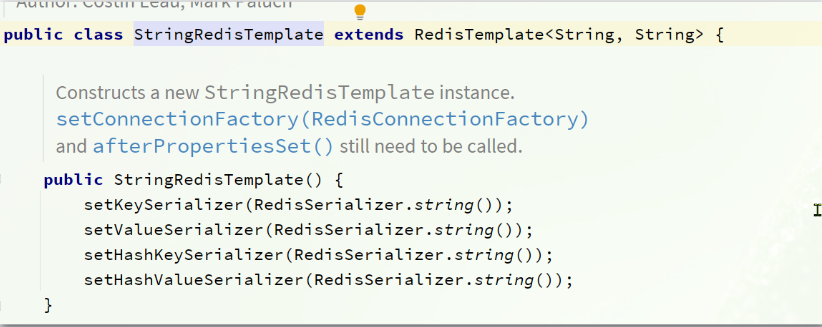 Author: Costin Leau, Mark Paluch
public class StringRedisTemplate extends RedisTemplate<String, String> {
Constructs a new StringRedisTemplate instance.
setConnectionFactory(RedisConnectionFactory)
and afterPropertiesSet() still need to be called.
public StringRedisTemplate() {
setKeySerializer(RedisSerializer.string());
setValueSerializer(RedisSerializer.string());
setHashKeySerializer(RedisSerializer.string());
setHashValueSerializer(RedisSerializer.string());
}